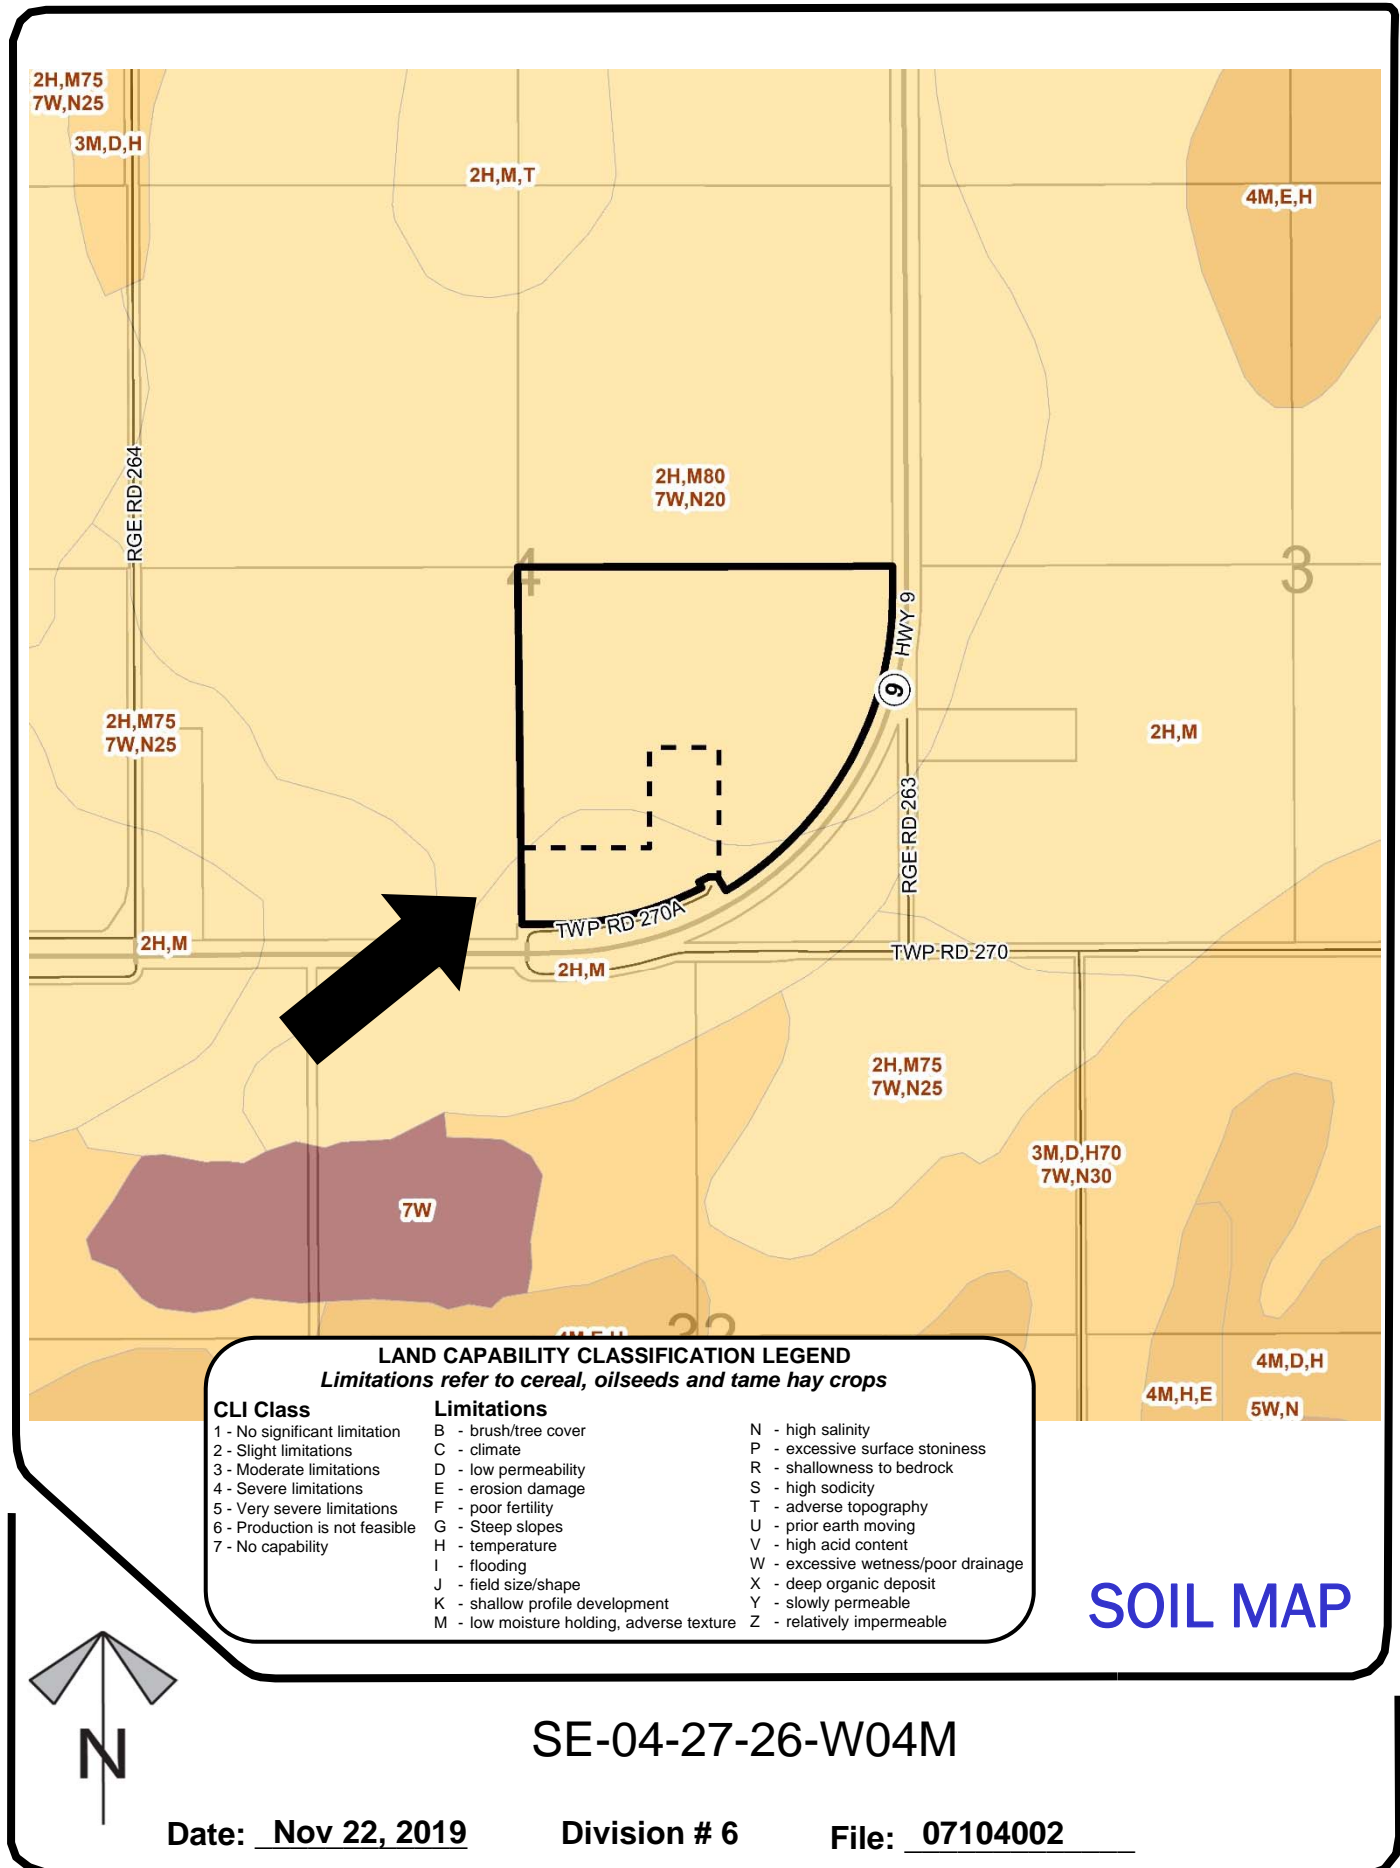 2H,M75
7W,N25
3M,D,H
2H,M,T
4M,E,H
RGE RD 264
2H,M80
7W,N20
4
3
HWY 9
9
2H,M75
7W,N25
2H,M
RGE RD 263
TWP RD 270A
2H,M
TWP RD 270
2H,M
2H,M75
7W,N25
3M,D,H70
7W,N30
7W
32
4M,D,H
4M,H,E
5W,N
LAND CAPABILITY CLASSIFICATION LEGEND
Limitations refer to cereal, oilseeds and tame hay crops
CLI Class
1 - No significant limitation
2 - Slight limitations
3 - Moderate limitations
4 - Severe limitations
5 - Very severe limitations
6 - Production is not feasible
7 - No capability
Limitations
B - brush/tree cover
C - climate
D - low permeability
E - erosion damage
F - poor fertility
G - Steep slopes
H - temperature
I - flooding
J - field size/shape
K - shallow profile development
M - low moisture holding, adverse texture
N - high salinity
P - excessive surface stoniness
R - shallowness to bedrock
S - high sodicity
T - adverse topography
U - prior earth moving
V - high acid content
W - excessive wetness/poor drainage
X - deep organic deposit
Y - slowly permeable
Z - relatively impermeable
SOIL MAP
N
SE-04-27-26-W04M
Date: Nov 22, 2019 Division # 6 File: 07104002